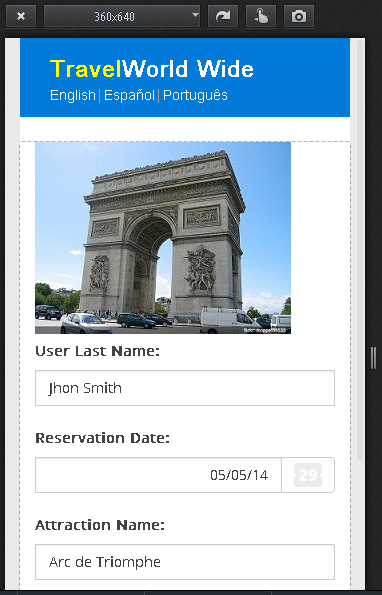 360x640
TravelWorld Wide
English|Español|Português
User Last Name:
Jhon Smith
Reservation Date:
05/05/14
29
Attraction Name:
Arc de Triomphe